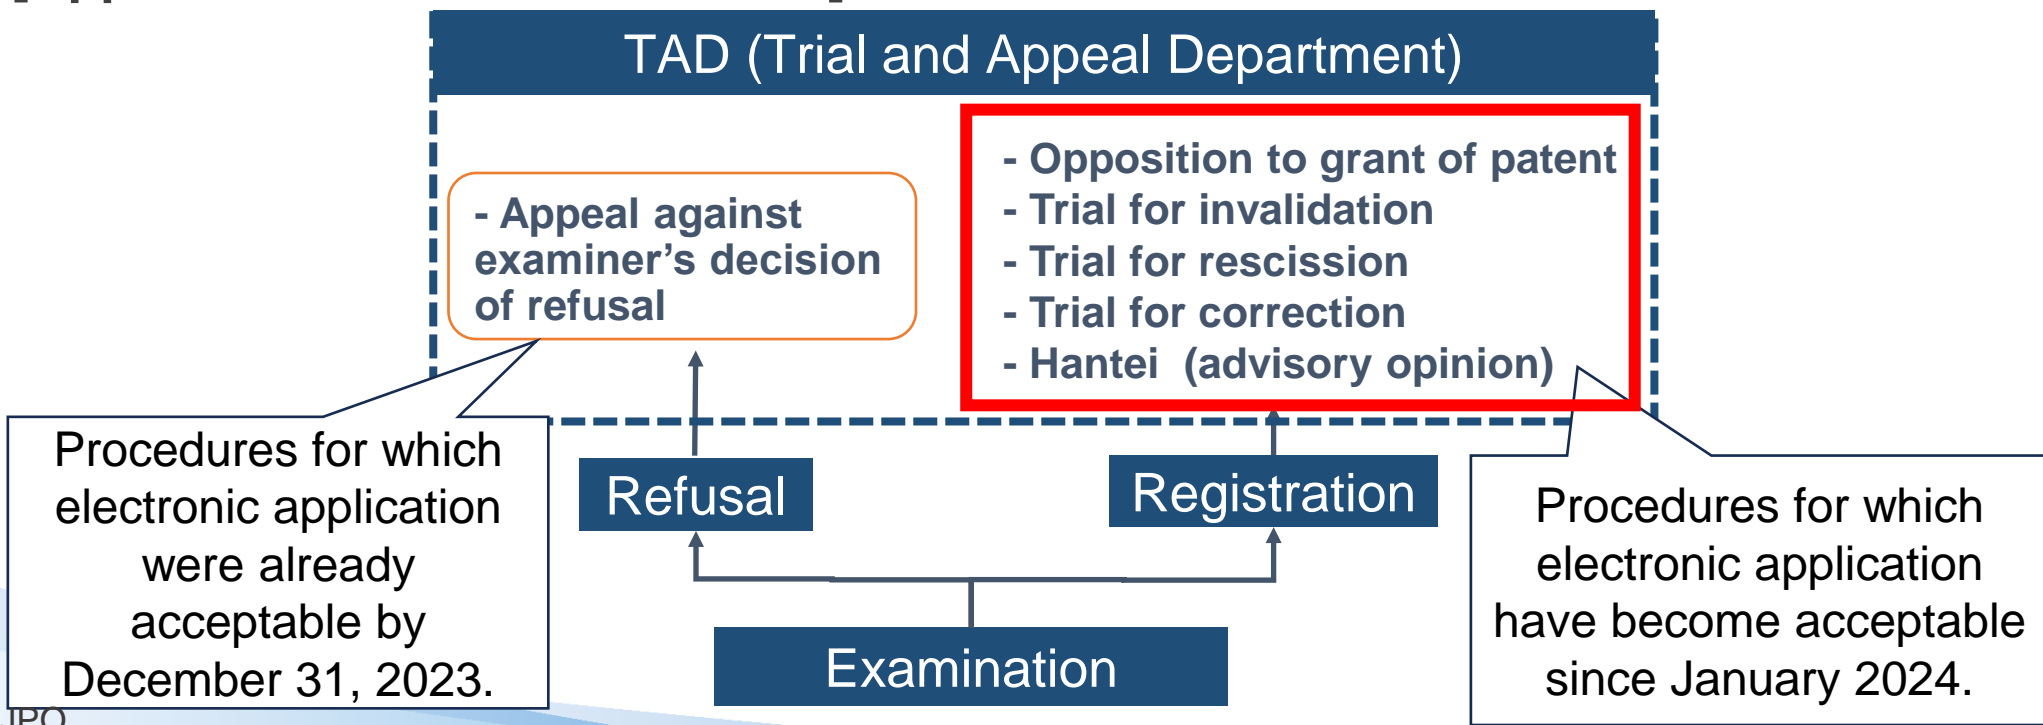 TAD (Trial and Appeal Department)
- Appeal against
examiner’s decision
of refusal
- Opposition to grant of patent
- Trial for invalidation
- Trial for rescission
- Trial for correction
- Hantei (advisory opinion)
Procedures for which
electronic application
were already
acceptable by
December 31, 2023.
Refusal
Registration
Procedures for which
electronic application
have become acceptable
since January 2024.
Examination
JPO